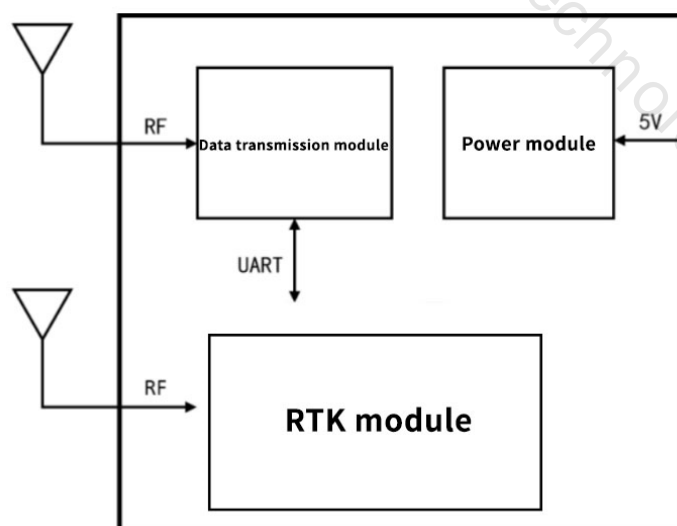 RF
Data transmission module
Power module
5V
UART
RF
RTK module